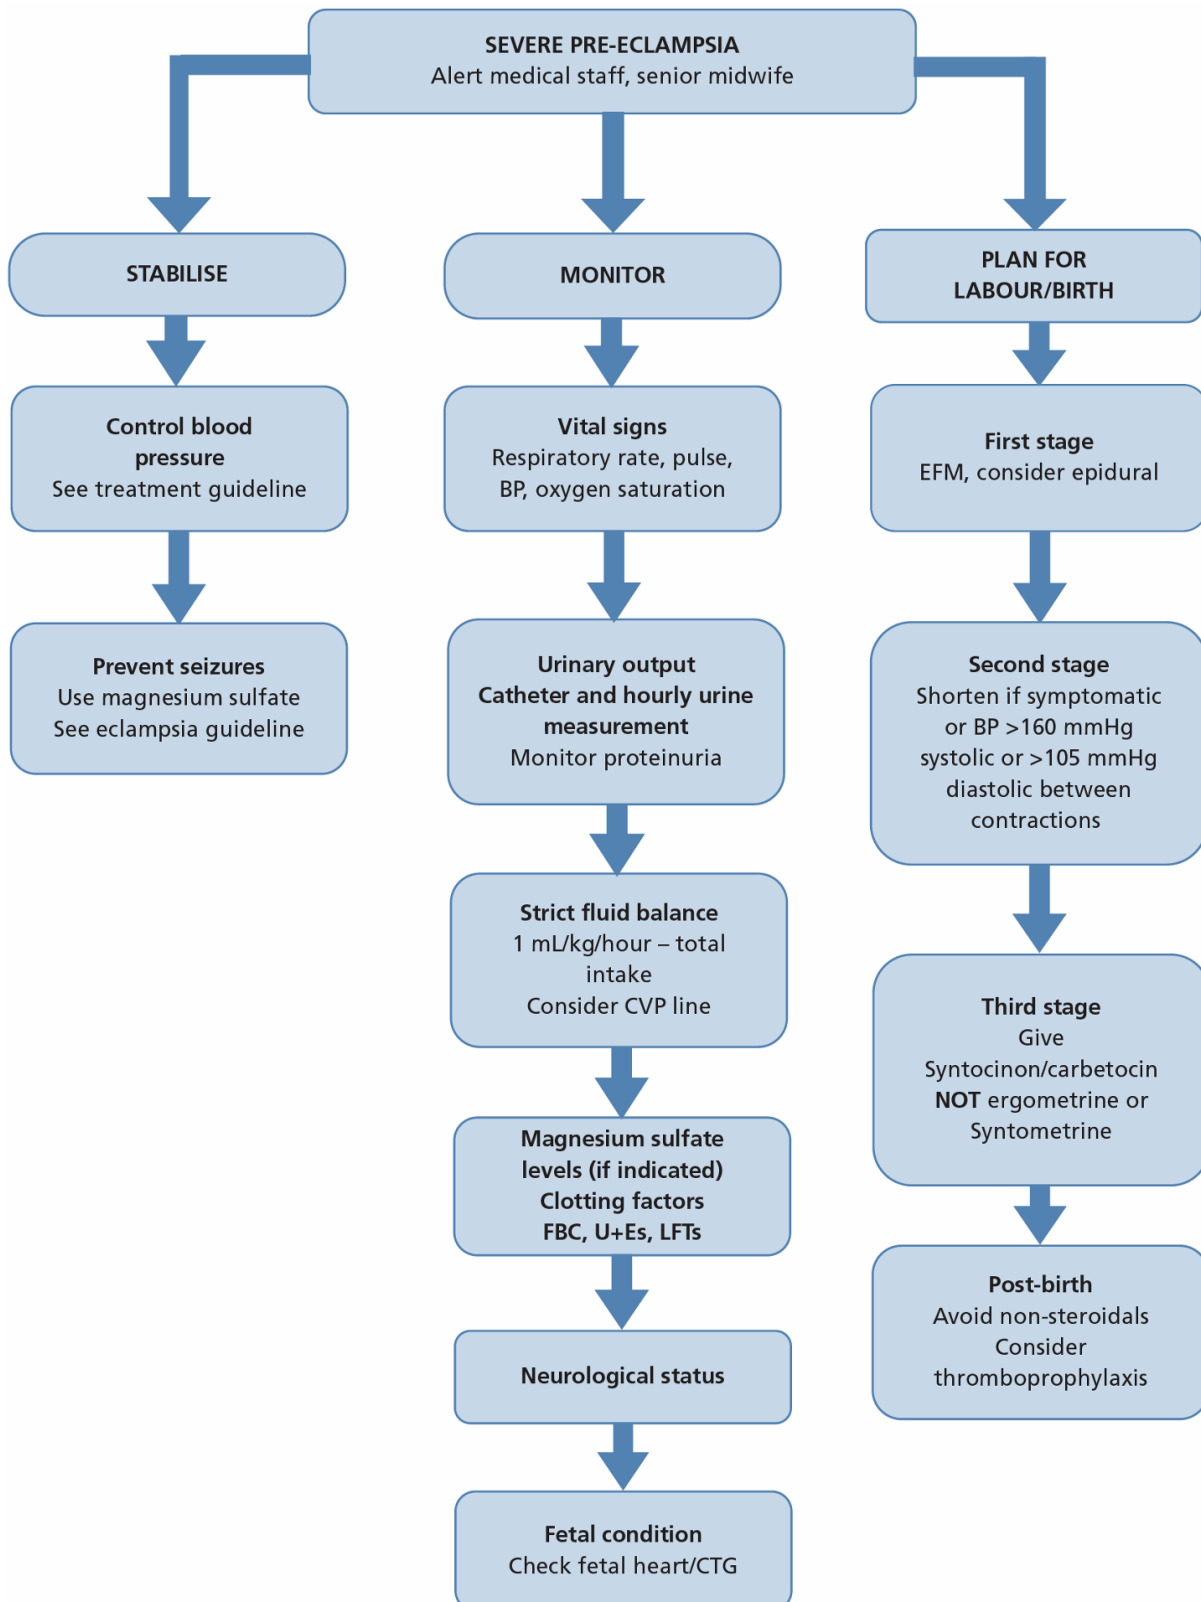 SEVERE PRE-ECLAMPSIA
Alert medical staff, senior midwife
STABILISE
Control blood
pressure
See treatment guideline
Prevent seizures
Use magnesium sulfate
See eclampsia guideline
MONITOR
Vital signs
Respiratory rate, pulse,
BP, oxygen saturation
Urinary output
Catheter and hourly urine
measurement
Monitor proteinuria
Strict fluid balance
1 mL/kg/hour – total
intake
Consider CVP line
Magnesium sulfate
levels (if indicated)
Clotting factors
FBC, U+Es, LFTs
Neurological status
Fetal condition
Check fetal heart/CTG
PLAN FOR
LABOUR/BIRTH
First stage
EFM, consider epidural
Second stage
Shorten if symptomatic
or BP >160 mmHg
systolic or >105 mmHg
diastolic between
contractions
Third stage
Give
Syntocinon/carbetocin
NOT ergometrine or
Syntometrine
Post-birth
Avoid non-steroidals
Consider
thromboprophylaxis